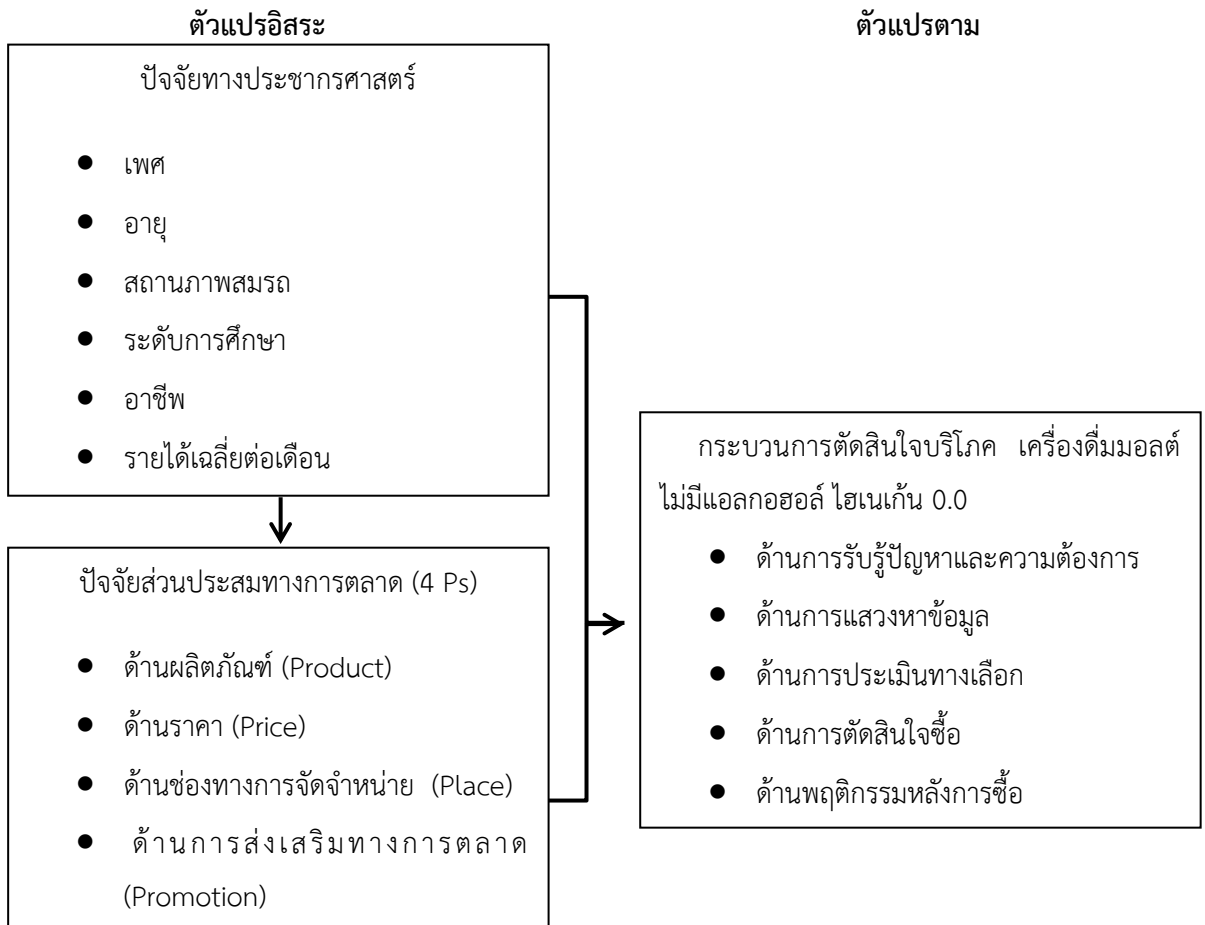 ตัวแปรอิสระ
ตัวแปรตาม
ปัจจัยทางประชากรศาสตร์
● เพศ
● อายุ
● สถานภาพสมรถ
● ระดับการศึกษา
● อาชีพ
● รายได้เฉลี่ยต่อเดือน
ปัจจัยส่วนประสมทางการตลาด (4 Ps)
● ด้านผลิตภัณฑ์ (Product)
● ด้านราคา (Price)
● ด้านช่องทางการจัดจำหน่าย (Place)
● ด้านการส่งเสริมทางการตลาด
(Promotion)
กระบวนการตัดสินใจบริโภค เครื่องดื่มมอลต์
ไม่มีแอลกอฮอล์ ไฮเนเก้น 0.0
● ด้านการรับรู้ปัญหาและความต้องการ
● ด้านการแสวงหาข้อมูล
● ด้านการประเมินทางเลือก
● ด้านการตัดสินใจซื้อ
● ด้านพฤติกรรมหลังการซื้อ